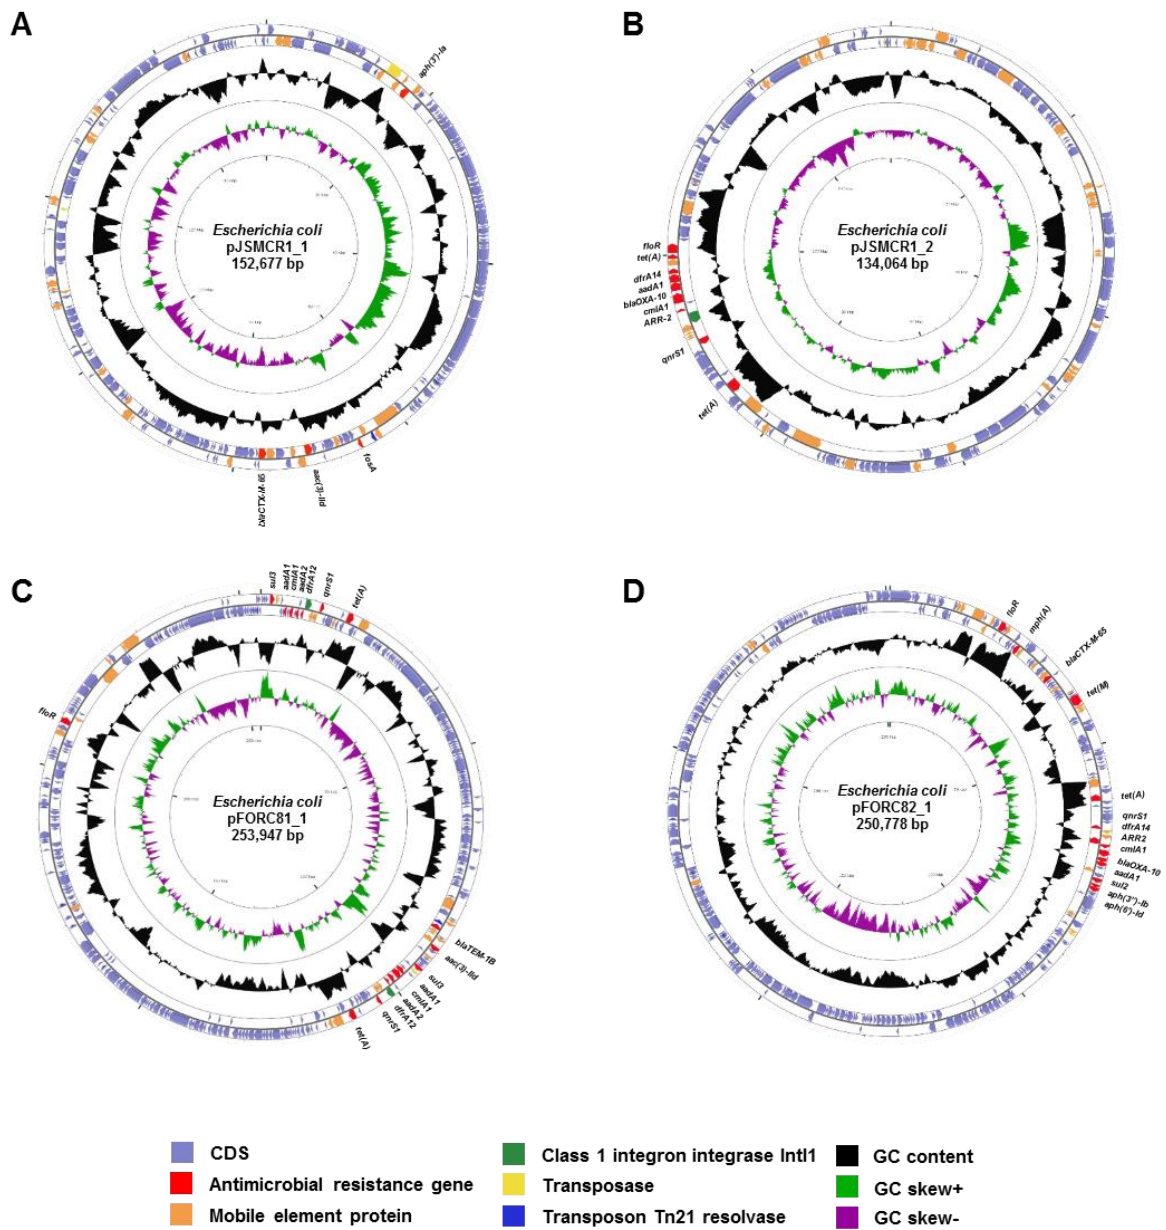 A
aph(3')-Ia
Escherichia coli
pJSMCR1_1
152,677 bp
fosA
aac(3)-IId
blaCTX-M-65
B
floR
tet(A)
dfrA14
aadA1
blaOXA-10
cmlA1
ARR-2
qnrS1
tet(A)
Escherichia coli
pJSMCR1_2
134,064 bp
C
sul3
aadA1
cmlA1
aadA2
dfrA12
qnrS1
tet(A)
floR
Escherichia coli
pFORC81_1
253,947 bp
blaTEM-1B
aac(3)-IId
sul3
aadA1
cmlA1
aadA2
dfrA12
qnrS1
tet(A)
D
floR
mph(A)
blaCTX-M-65
tet(M)
Escherichia coli
pFORC82_1
250,778 bp
tet(A)
qnrS1
dfrA14
ARR2
cmlA1
blaOXA-10
aadA1
sul2
aph(3")-Ib
aph(6)-Id
CDS
Antimicrobial resistance gene
Mobile element protein
Class 1 integron integrase IntI1
Transposase
Transposon Tn21 resolvase
GC content
GC skew+
GC skew-